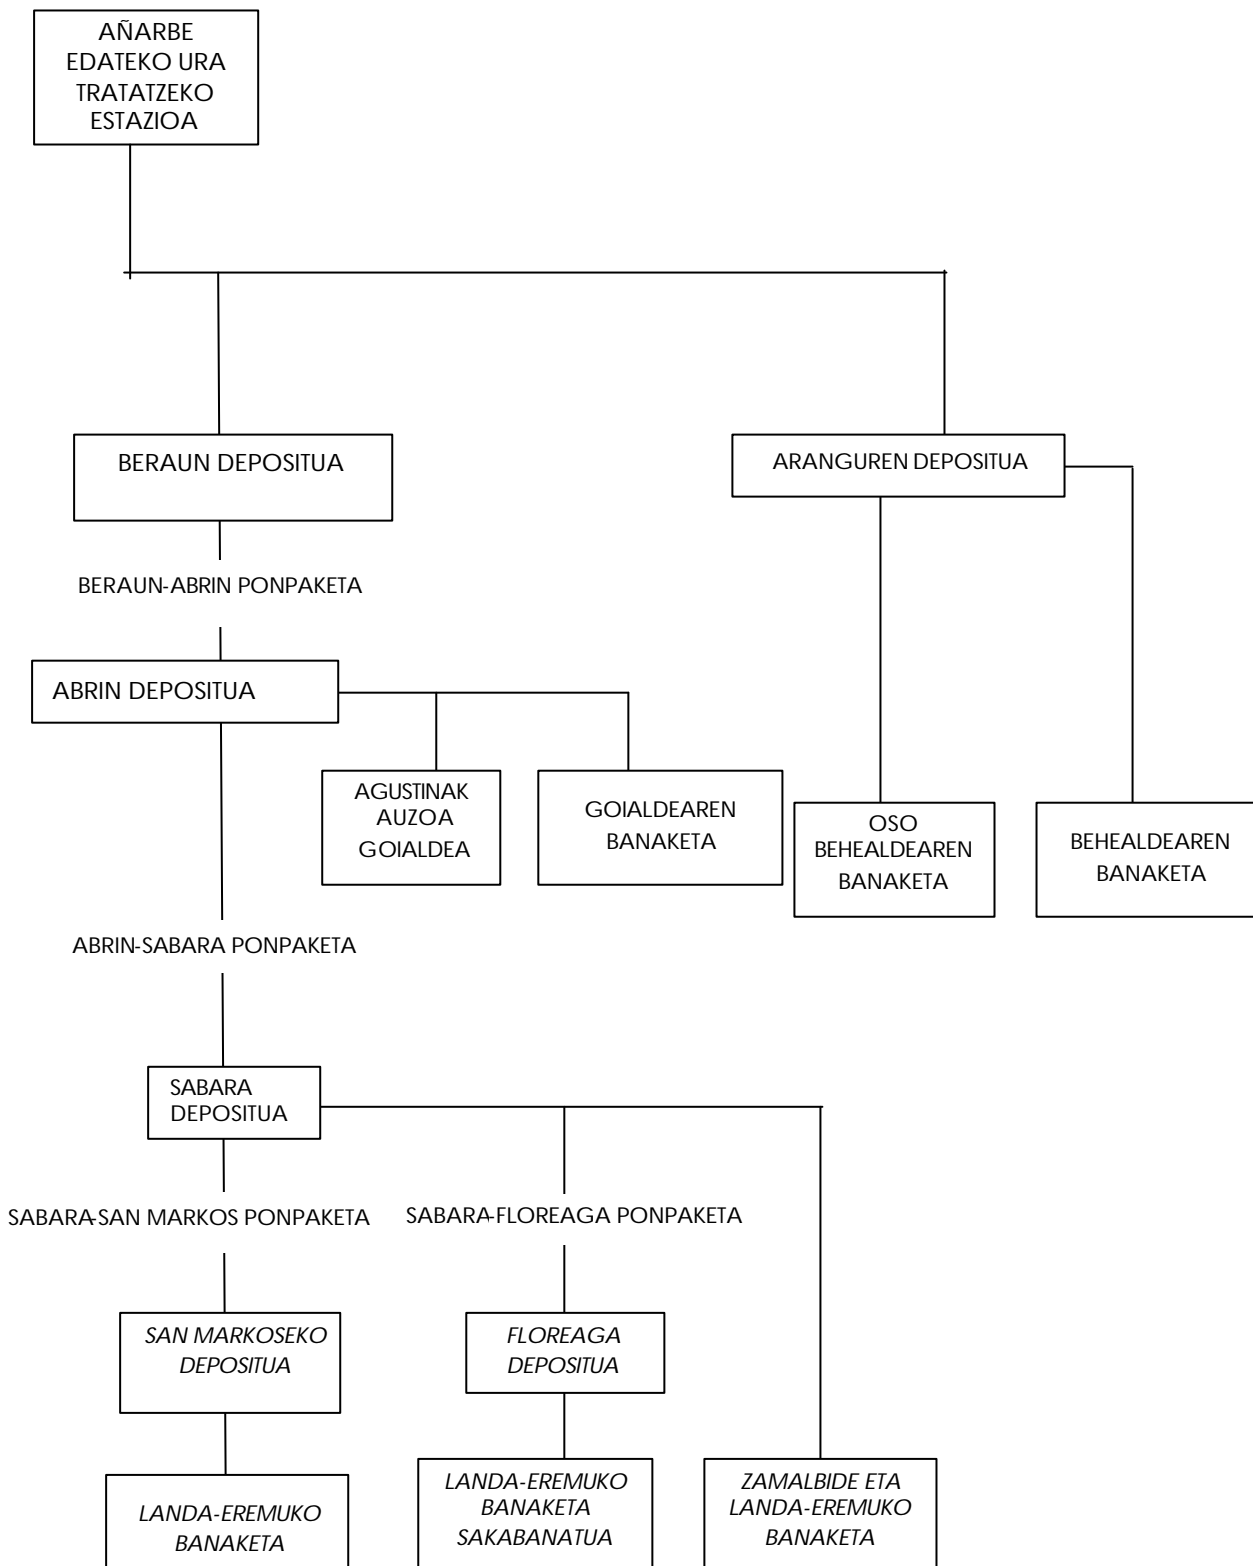 AÑARBE
EDATEKO URA
TRATATZEKO
ESTAZIOA
BERAUN DEPOSITUA
ARANGUREN DEPOSITUA
BERAUN-ABRIN PONPAKETA
ABRIN DEPOSITUA
AGUSTINAK
AUZOA
GOIALDEA
GOIALDEAREN
BANAKETA
OSO
BEHEALDEAREN
BANAKETA
BEHEALDEAREN
BANAKETA
ABRIN-SABARA PONPAKETA
SABARA
DEPOSITUA
SABARA-SAN MARKOS PONPAKETA
SABARA-FLOREAGA PONPAKETA
SAN MARKOSEKO
DEPOSITUA
FLOREAGA
DEPOSITUA
LANDA-EREMUKO
BANAKETA
LANDA-EREMUKO
BANAKETA
SAKABANATUA
ZAMALBIDE ETA
LANDA-EREMUKO
BANAKETA